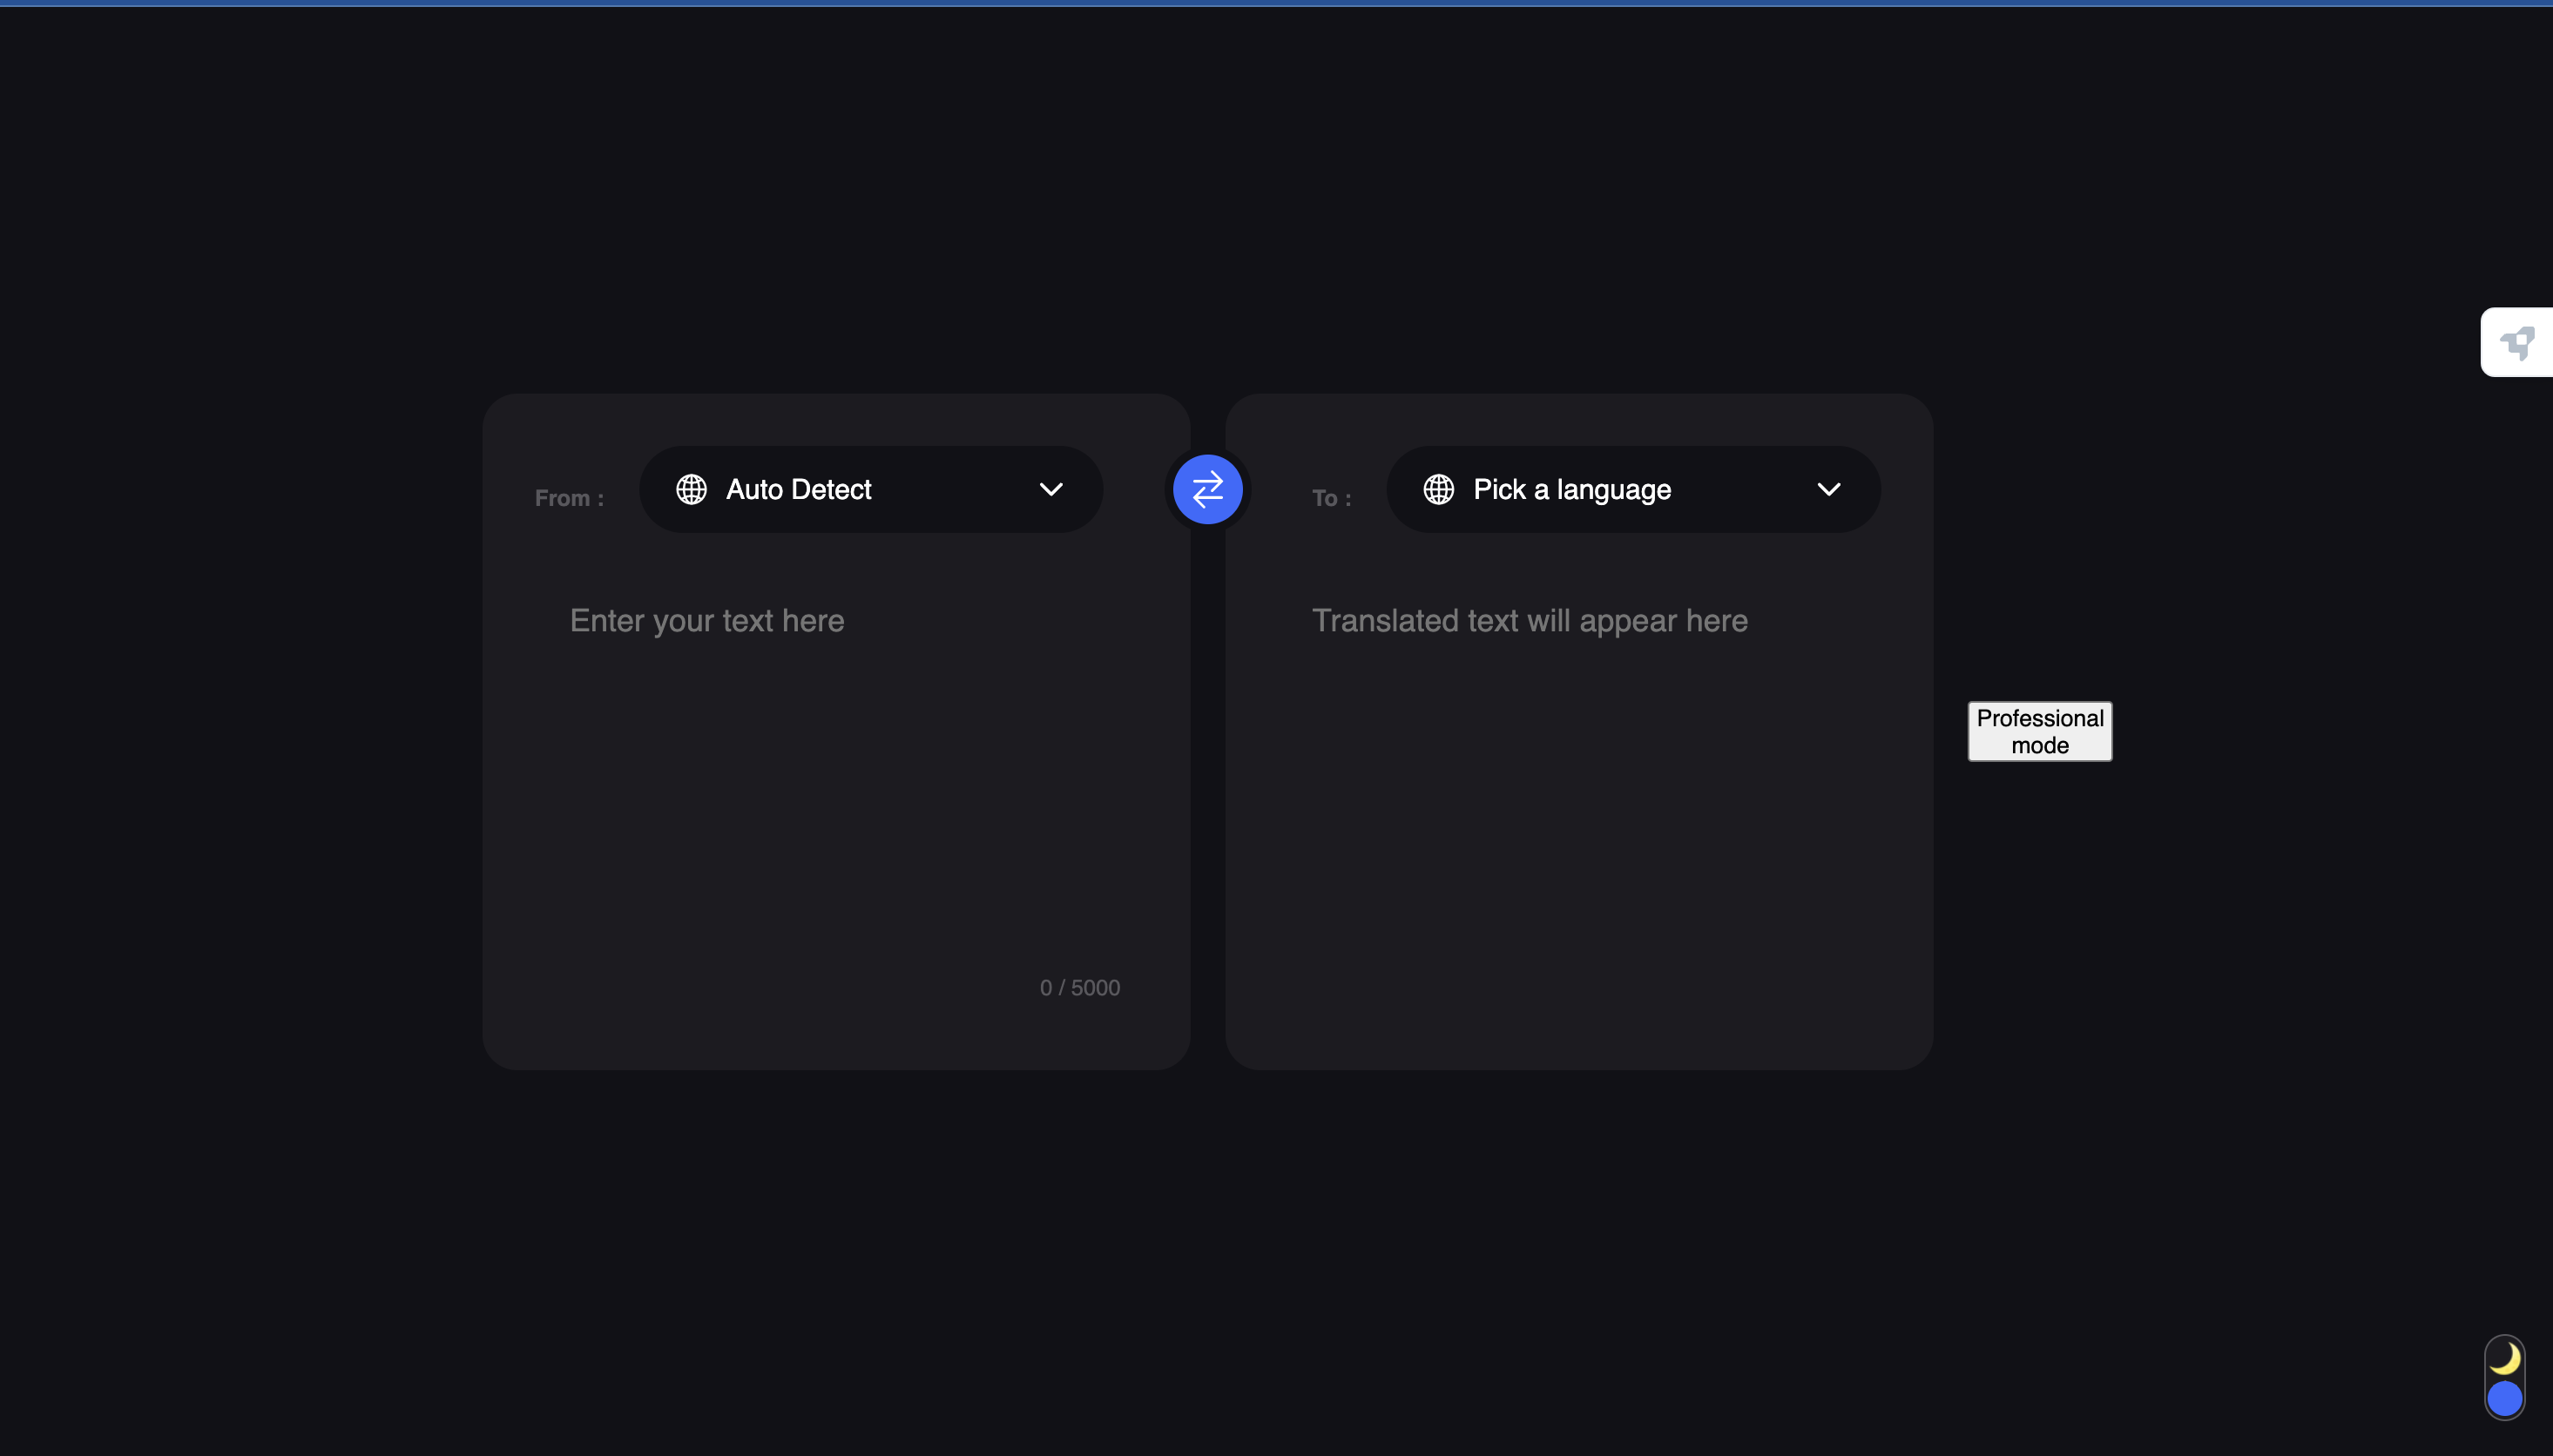 From :
Auto Detect
To :
Pick a language
Enter your text here
Translated text will appear here
Professional
mode
0 / 5000